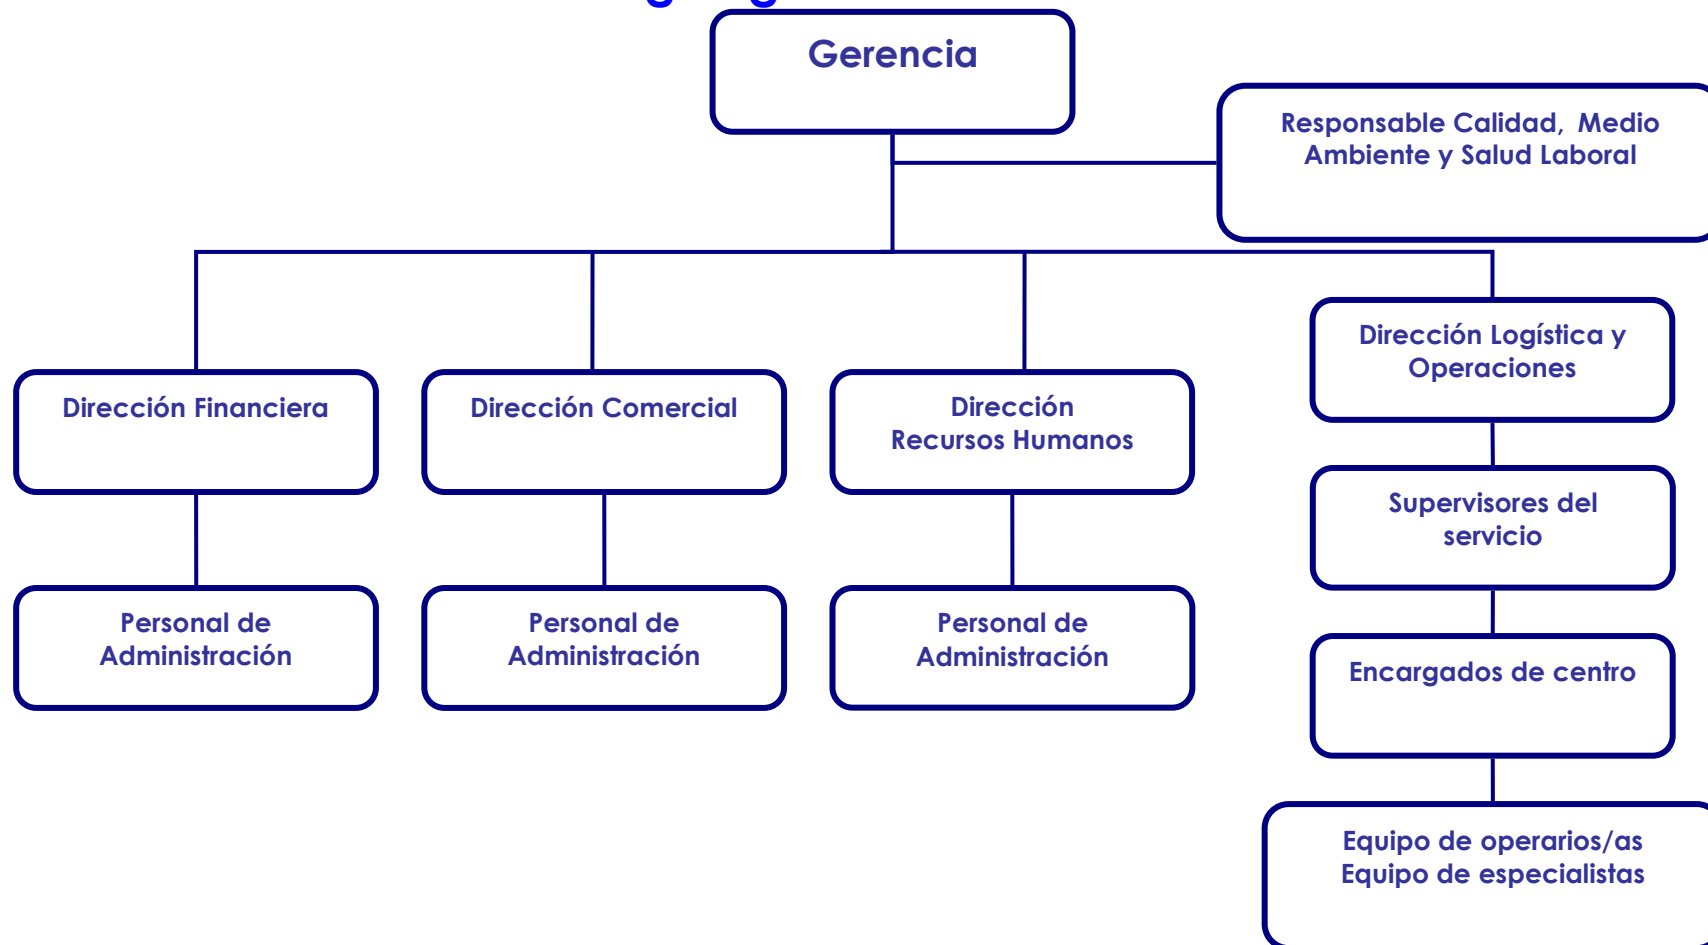 Gerencia
Responsable Calidad, Medio
Ambiente y Salud Laboral
Dirección Logística y
Operaciones
Dirección Financiera
Dirección Comercial
Dirección
Recursos Humanos
Supervisores del
servicio
Personal de
Administración
Personal de
Administración
Personal de
Administración
Encargados de centro
Equipo de operarios/as
Equipo de especialistas